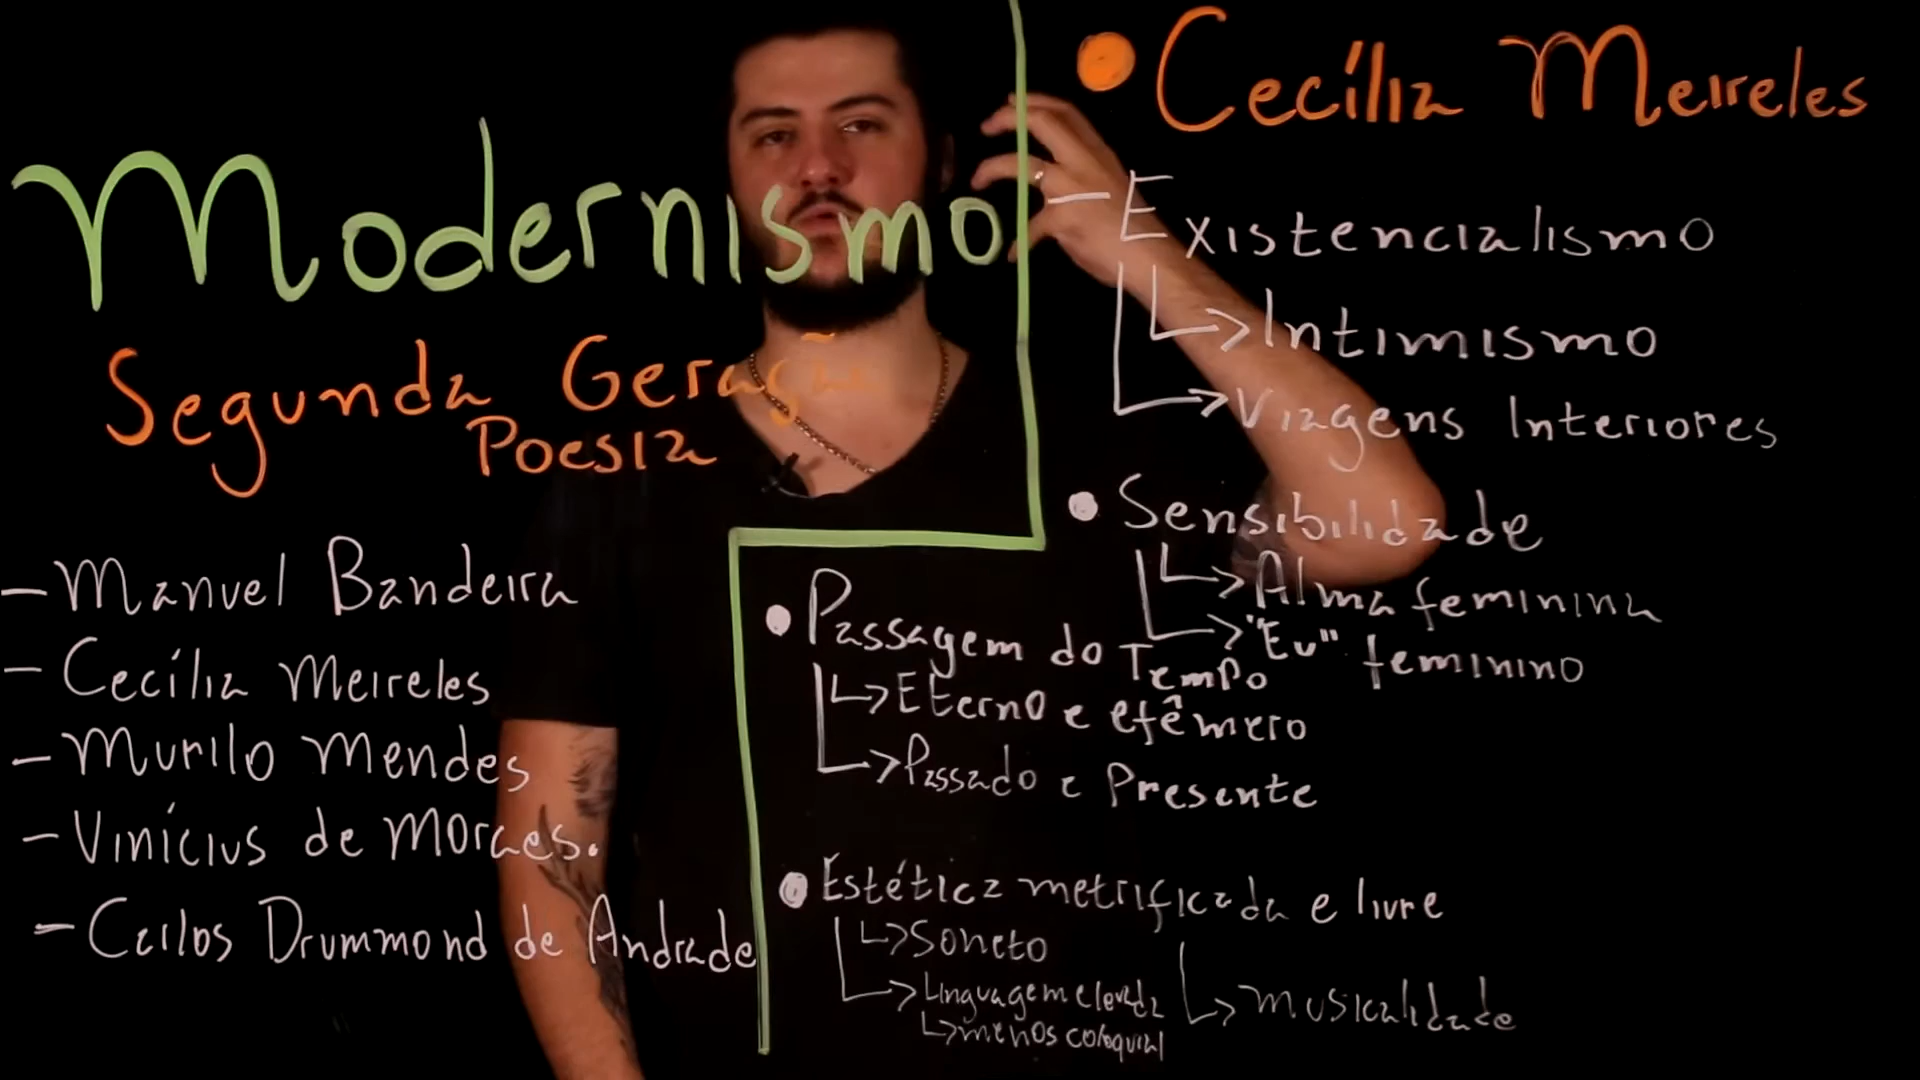 Modernismo
Segunda Geração
Poesia
- Manuel Bandeira
- Cecília Meireles
- Murilo Mendes
- Vinícius de Moraes.
- Carlos Drummond de Andrade
• Cecília Meireles
- Existencialismo
↳ Intimismo
↳ Viagens Interiores
• Sensibilidade
↳ Alma feminina
↳ "Eu" feminino
• Passagem do Tempo
↳ Eterno e efêmero
↳ Passado e Presente
• Estética metrificada e livre
↳ Soneto
↳ Linguagem elevada
↳ menos coloquial
↳ musicalidade